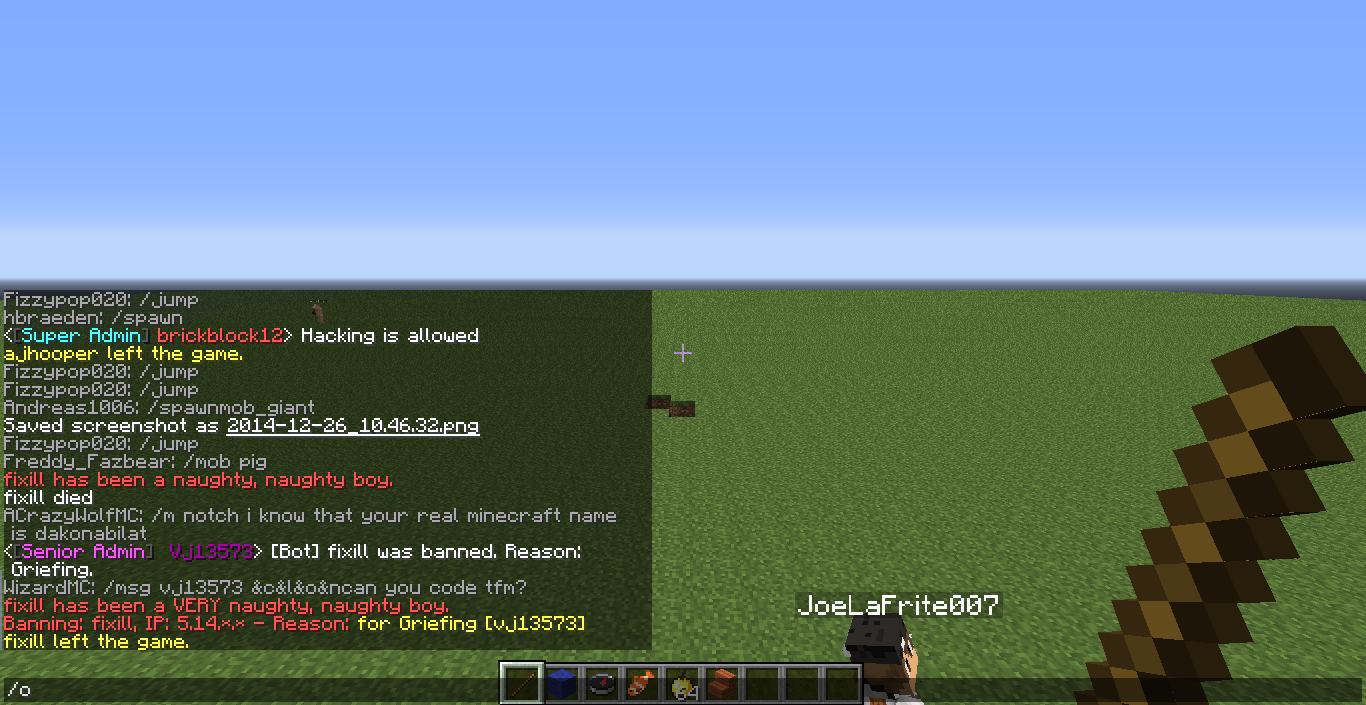 Fizzypop020: /jump
hbraeden: /spawn
<[Super Admin] brickblock12> Hacking is allowed
ajhooper left the game.
Fizzypop020: /jump
Fizzypop020: /jump
Andreas1006: /spawnmob_giant
Saved screenshot as 2014-12-26_10.46.32.png
Fizzypop020: /jump
Freddy_Fazbear: /mob pig
fixill has been a naughty, naughty boy.
fixill died
ACrazyWolfMC: /m notch i know that your real minecraft name
is dakonabilat
<[Senior Admin] Vj13573> [Bot] fixill was banned. Reason:
Griefing.
WizardMC: /msg vj13573 &c&l&o&ncan you code tfm?
fixill has been a VERY naughty, naughty boy.
Banning: fixill, IP: 5.14.*.* - Reason: for Griefing [vj13573]
fixill left the game.
JoeLaFrite007
64
/o